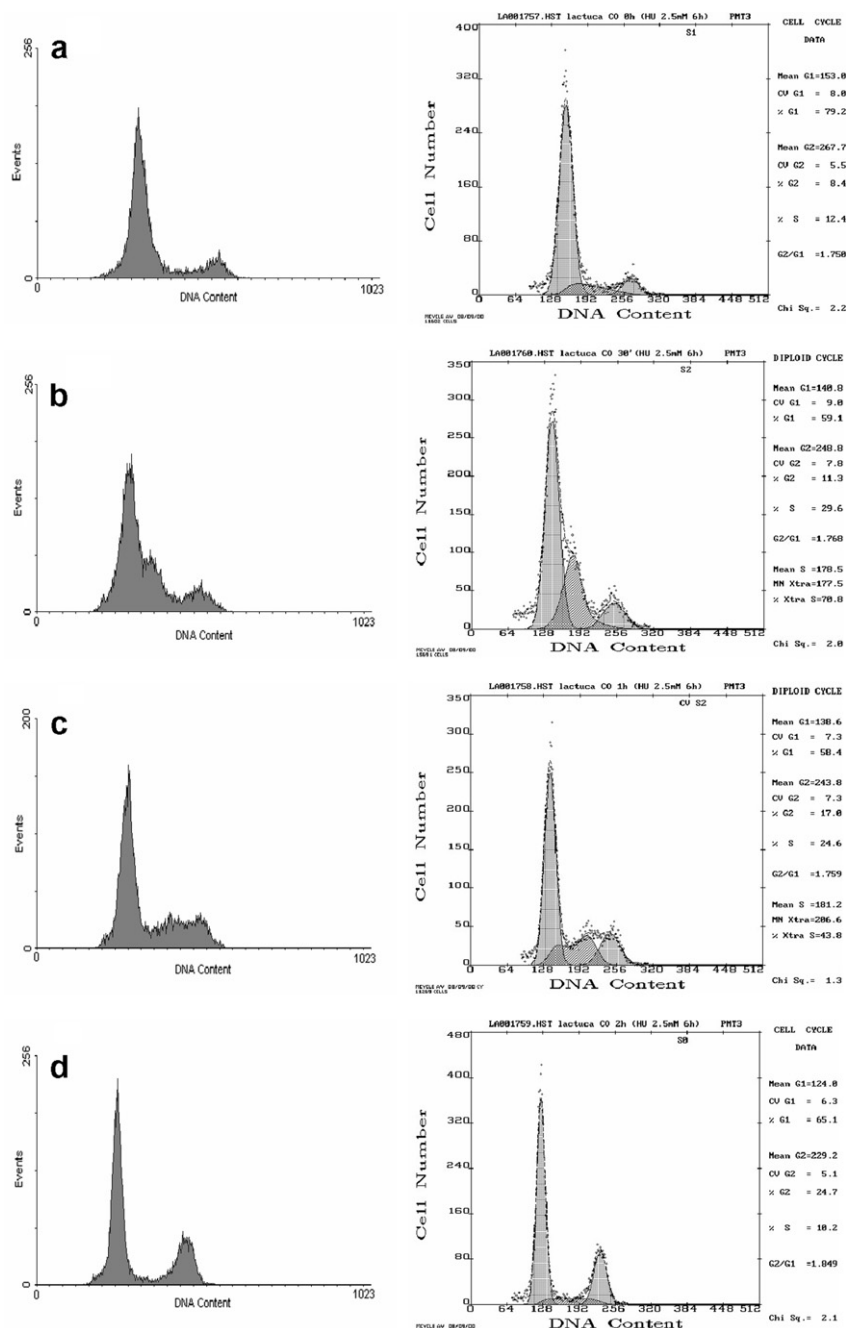 a
256
Events
0
0
DNA Content
1023
LA001757.HST lactuca CO 0h (HU 2.5mM 6h) PMT3
S1
400
320
240
160
80
0
Cell Number
0 64 128 192 256 320 384 448 512
DNA Content
CELL CYCLE
DATA
Mean G1=153.0
CV G1 = 8.0
% G1 = 79.2
Mean G2=267.7
CV G2 = 5.5
% G2 = 8.4
% S = 12.4
G2/G1 =1.750
Chi Sq.= 2.2
b
256
Events
0
0
DNA Content
1023
LA001760.HST lactuca CO 30' (HU 2.5mM 6h) PMT3
S2
350
300
250
200
150
100
50
0
Cell Number
0 64 128 192 256 320 384 448 512
DNA Content
DIPLOID CYCLE
Mean G1=140.8
CV G1 = 9.0
% G1 = 59.1
Mean G2=248.8
CV G2 = 7.8
% G2 = 11.3
% S = 29.6
G2/G1 =1.768
Mean S =178.5
MN Xtra=177.5
% Xtra S=70.8
Chi Sq.= 2.0
c
200
Events
0
0
DNA Content
1023
LA001758.HST lactuca CO 1h (HU 2.5mM 6h) PMT3
CV S2
350
300
250
200
150
100
50
0
Cell Number
0 64 128 192 256 320 384 448 512
DNA Content
DIPLOID CYCLE
Mean G1=138.6
CV G1 = 7.3
% G1 = 58.4
Mean G2=243.8
CV G2 = 7.3
% G2 = 17.0
% S = 24.6
G2/G1 =1.759
Mean S =181.2
MN Xtra=206.6
% Xtra S=43.8
Chi Sq.= 1.3
d
256
Events
0
0
DNA Content
1023
LA001759.HST lactuca CO 2h (HU 2.5mM 6h) PMT3
S0
480
400
320
240
160
80
0
Cell Number
0 64 128 192 256 320 384 448 512
DNA Content
CELL CYCLE
DATA
Mean G1=124.0
CV G1 = 6.3
% G1 = 65.1
Mean G2=229.2
CV G2 = 5.1
% G2 = 24.7
% S = 10.2
G2/G1 =1.849
Chi Sq.= 2.1